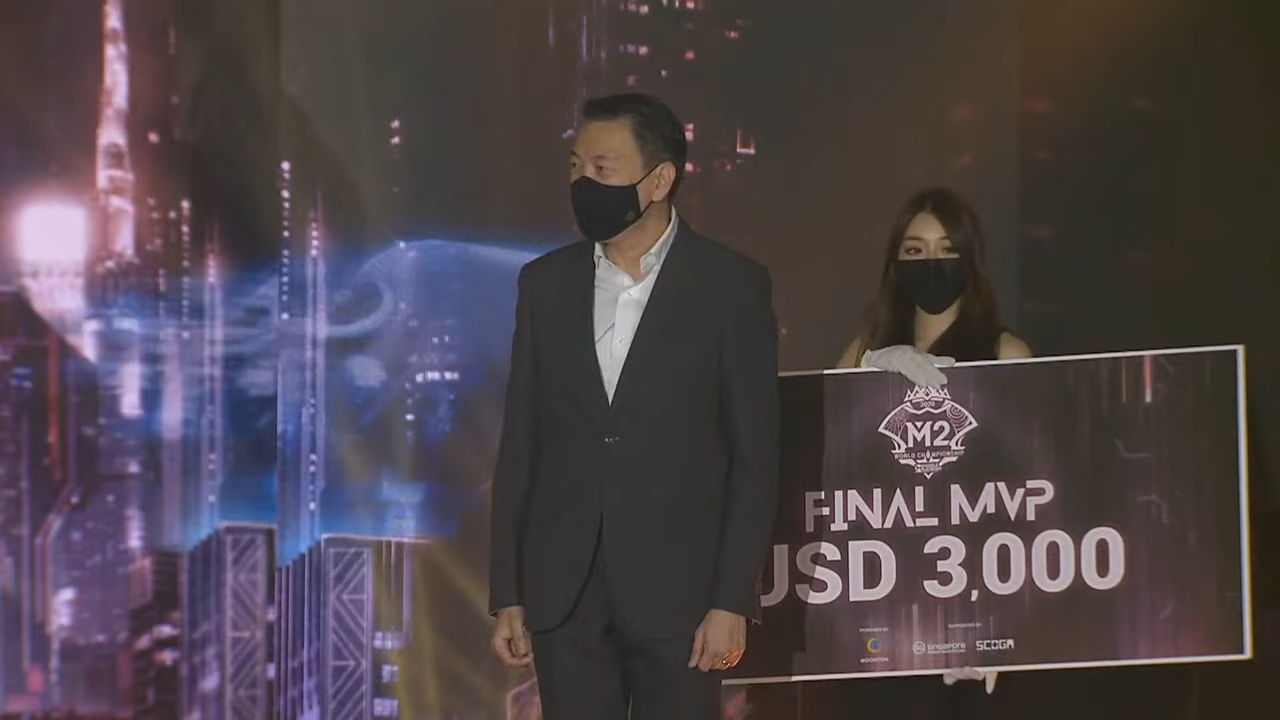 2020
M2
WORLD CHAMPIONSHIP
FINAL MVP
USD 3,000
POWERED BY
SUPPORTED BY
MOONTON
singapore
SCOGA